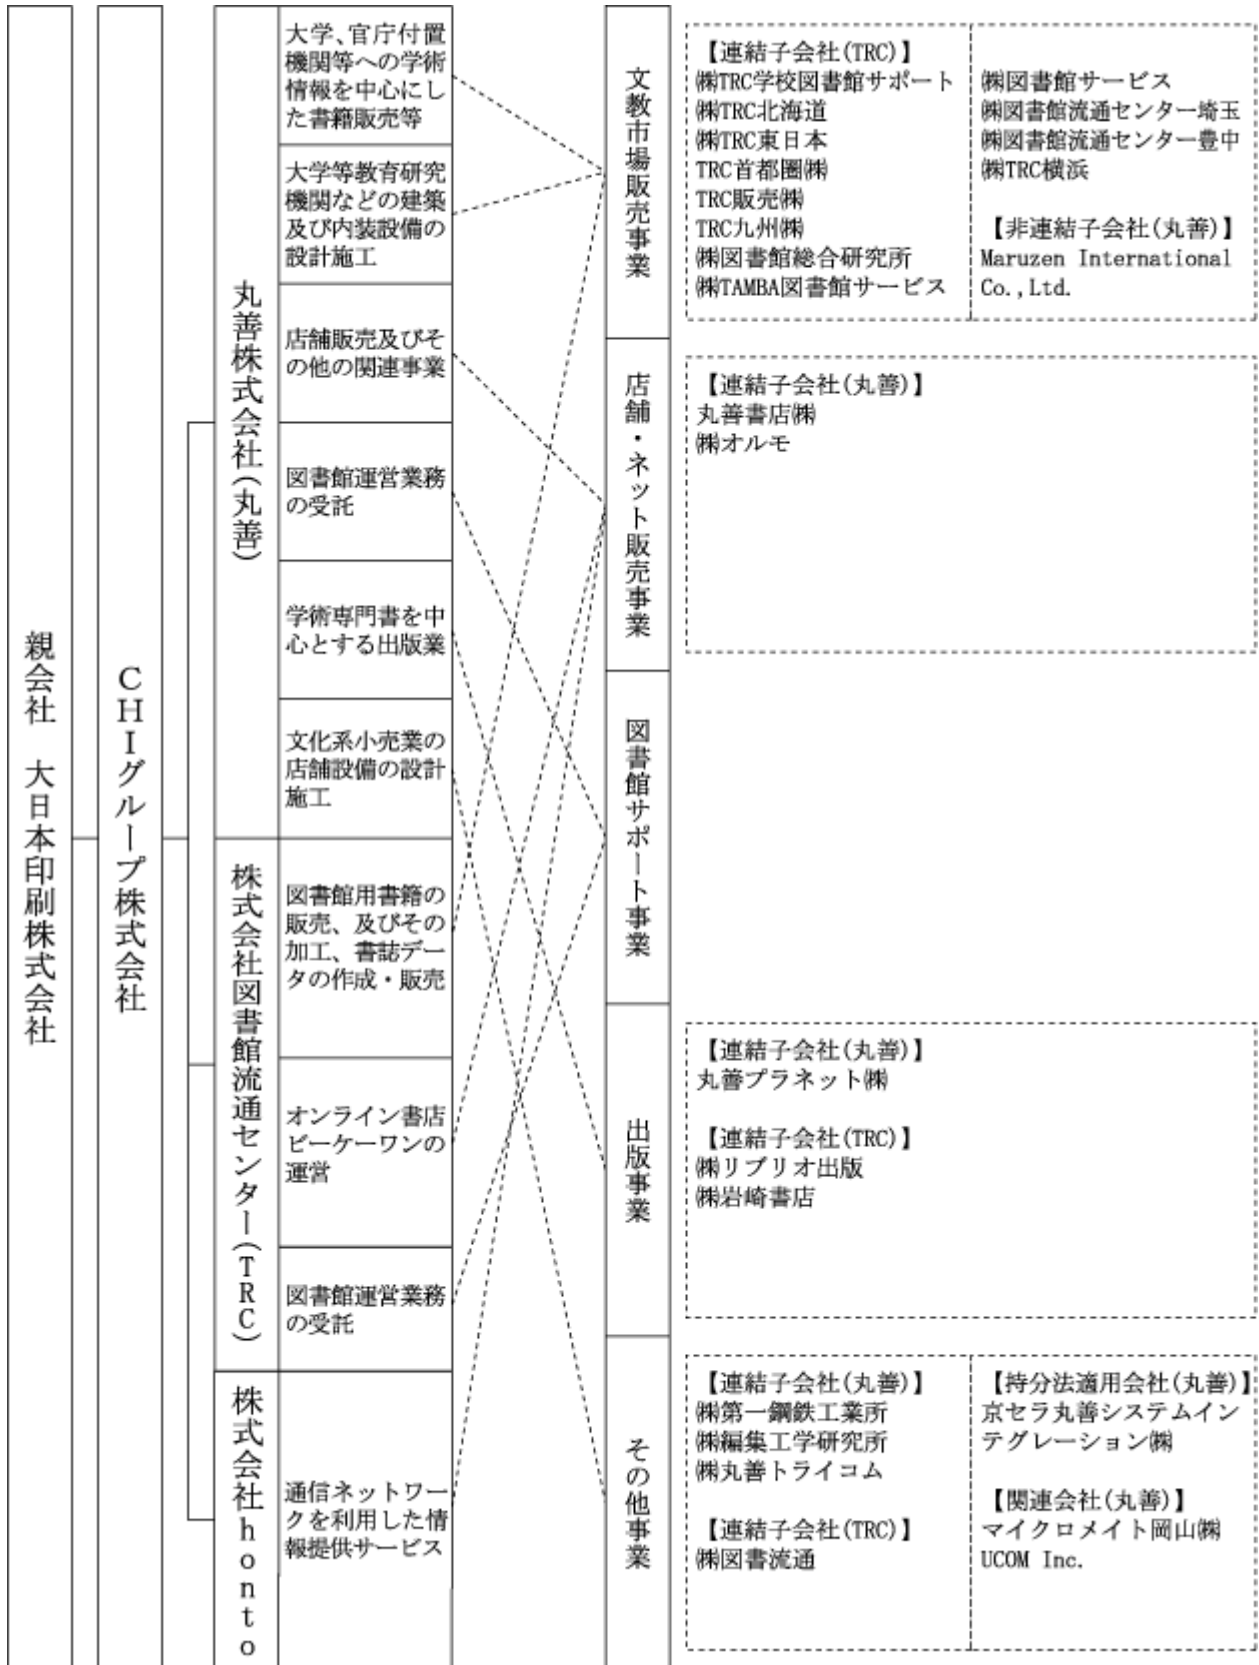 親会社　大日本印刷株式会社
CHIグループ株式会社
丸善株式会社(丸善)
大学、官庁付置
機関等への学術
情報を中心にし
た書籍販売等
大学等教育研究
機関などの建築
及び内装設備の
設計施工
店舗販売及びそ
の他の関連事業
図書館運営業務
の受託
学術専門書を中
心とする出版業
文化系小売業の
店舗設備の設計
施工
株式会社図書館流通センター(TRC)
図書館用書籍の
販売、及びその
加工、書誌デー
タの作成・販売
オンライン書店
ビーケーワンの
運営
図書館運営業務
の受託
株式会社honto
通信ネットワー
クを利用した情
報提供サービス
文教市場販売事業
【連結子会社(TRC)】
㈱TRC学校図書館サポート
㈱TRC北海道
㈱TRC東日本
TRC首都圏㈱
TRC販売㈱
TRC九州㈱
㈱図書館総合研究所
㈱TAMBA図書館サービス
㈱図書館サービス
㈱図書館流通センター埼玉
㈱図書館流通センター豊中
㈱TRC横浜
【非連結子会社(丸善)】
Maruzen International
Co.,Ltd.
店舗・ネット販売事業
【連結子会社(丸善)】
丸善書店㈱
㈱オルモ
図書館サポート事業
出版事業
【連結子会社(丸善)】
丸善プラネット㈱
【連結子会社(TRC)】
㈱リブリオ出版
㈱岩崎書店
その他事業
【連結子会社(丸善)】
㈱第一鋼鉄工業所
㈱編集工学研究所
㈱丸善トライコム
【連結子会社(TRC)】
㈱図書流通
【持分法適用会社(丸善)】
京セラ丸善システムイン
テグレーション㈱
【関連会社(丸善)】
マイクロメイト岡山㈱
UCOM Inc.